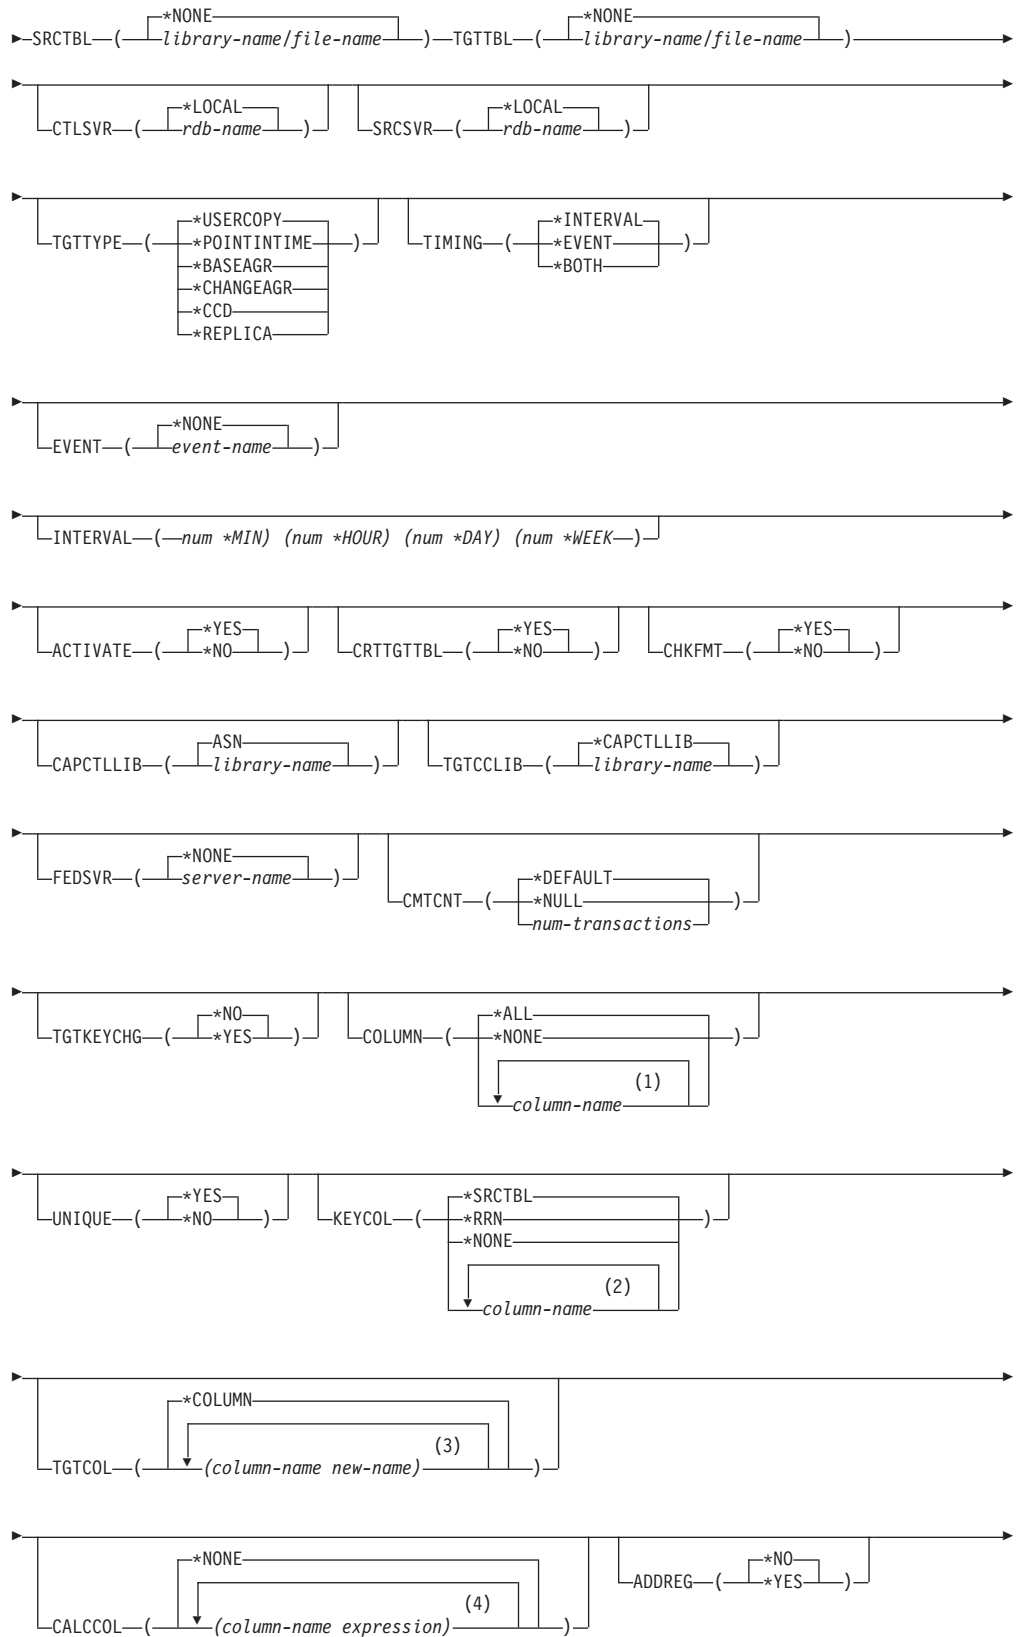 *NONE *NONE
SRCTBL ( library-name/file-name ) TGTTBL ( library-name/file-name )
*LOCAL *LOCAL
CTLSVR ( rdb-name ) SRCSVR ( rdb-name )
*USERCOPY *INTERVAL
TGTTYPE ( *POINTINTIME ) TIMING ( *EVENT )
*BASEAGR *BOTH
*CHANGEAGR
*CCD
*REPLICA
*NONE
EVENT ( event-name )
INTERVAL ( num *MIN) (num *HOUR) (num *DAY) (num *WEEK )
*YES *YES *YES
ACTIVATE ( *NO ) CRTTGTTBL ( *NO ) CHKFMT ( *NO )
ASN *CAPCTLLIB
CAPCTLLIB ( library-name ) TGTCCLIB ( library-name )
*NONE *DEFAULT
FEDSVR ( server-name ) CMTCNT ( *NULL )
num-transactions
*NO *ALL
TGTKEYCHG ( *YES ) COLUMN ( *NONE )
(1)
column-name
*YES *SRCTBL
UNIQUE ( *NO ) KEYCOL ( *RRN )
*NONE
(2)
column-name
*COLUMN
(3)
TGTCOL ( (column-name new-name) )
*NONE *NO
(4) ADDREG ( *YES )
CALCCOL ( (column-name expression) )